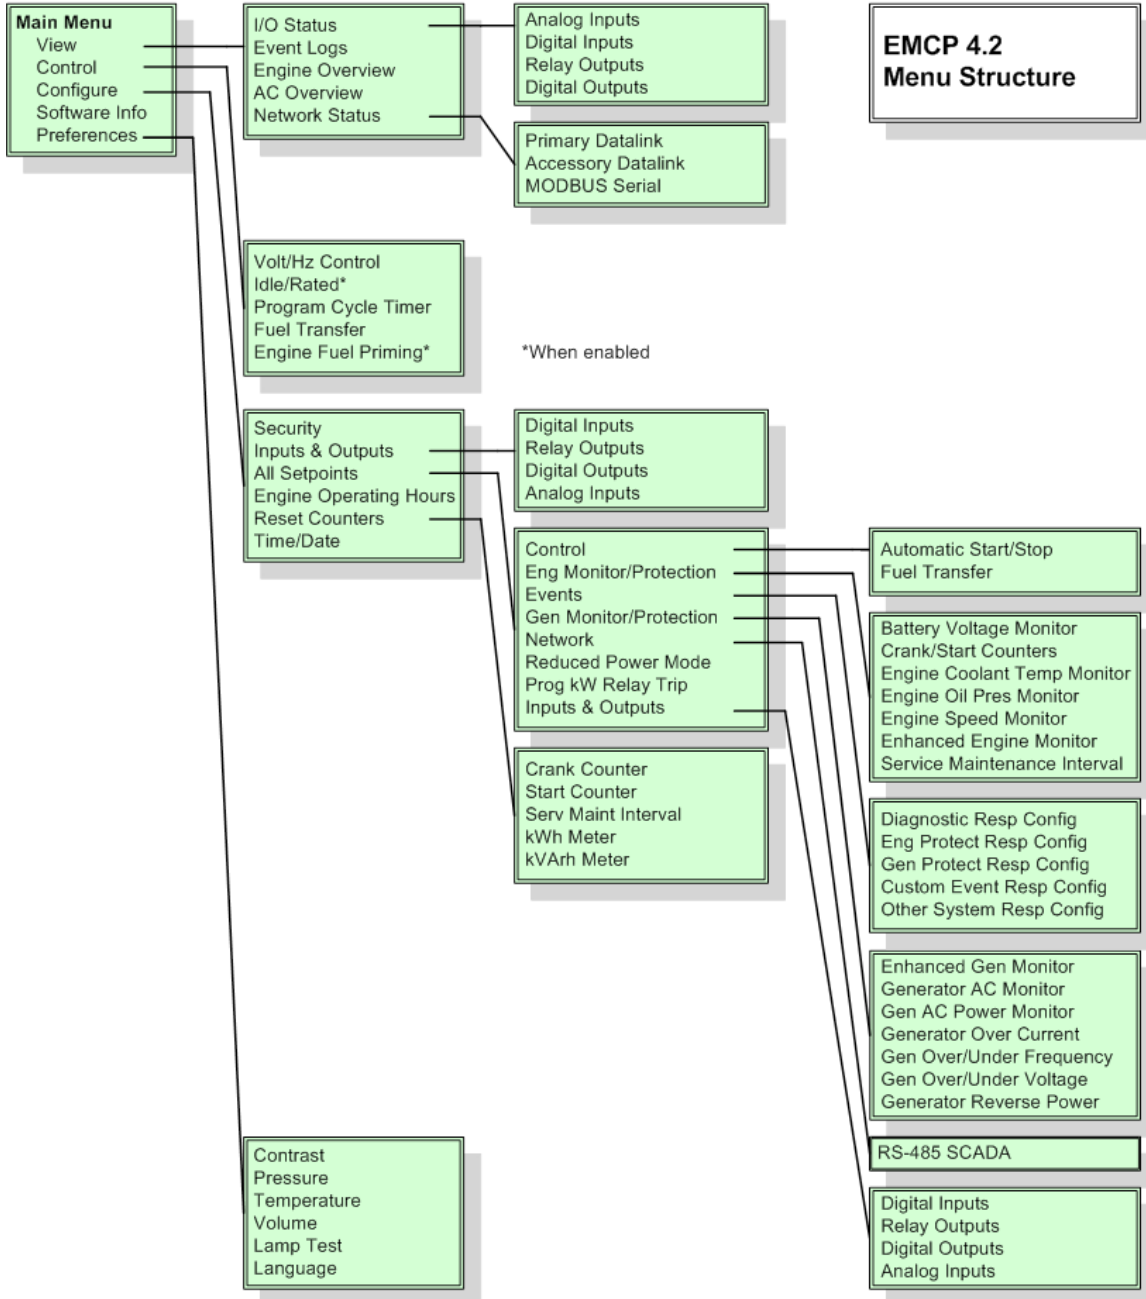 Main Menu
View
Control
Configure
Software Info
Preferences
I/O Status
Event Logs
Engine Overview
AC Overview
Network Status
Analog Inputs
Digital Inputs
Relay Outputs
Digital Outputs
Primary Datalink
Accessory Datalink
MODBUS Serial
EMCP 4.2
Menu Structure
Volt/Hz Control
Idle/Rated*
Program Cycle Timer
Fuel Transfer
Engine Fuel Priming*
*When enabled
Security
Inputs & Outputs
All Setpoints
Engine Operating Hours
Reset Counters
Time/Date
Digital Inputs
Relay Outputs
Digital Outputs
Analog Inputs
Control
Eng Monitor/Protection
Events
Gen Monitor/Protection
Network
Reduced Power Mode
Prog kW Relay Trip
Inputs & Outputs
Crank Counter
Start Counter
Serv Maint Interval
kWh Meter
kVArh Meter
Automatic Start/Stop
Fuel Transfer
Battery Voltage Monitor
Crank/Start Counters
Engine Coolant Temp Monitor
Engine Oil Pres Monitor
Engine Speed Monitor
Enhanced Engine Monitor
Service Maintenance Interval
Diagnostic Resp Config
Eng Protect Resp Config
Gen Protect Resp Config
Custom Event Resp Config
Other System Resp Config
Enhanced Gen Monitor
Generator AC Monitor
Gen AC Power Monitor
Generator Over Current
Gen Over/Under Frequency
Gen Over/Under Voltage
Generator Reverse Power
RS-485 SCADA
Digital Inputs
Relay Outputs
Digital Outputs
Analog Inputs
Contrast
Pressure
Temperature
Volume
Lamp Test
Language